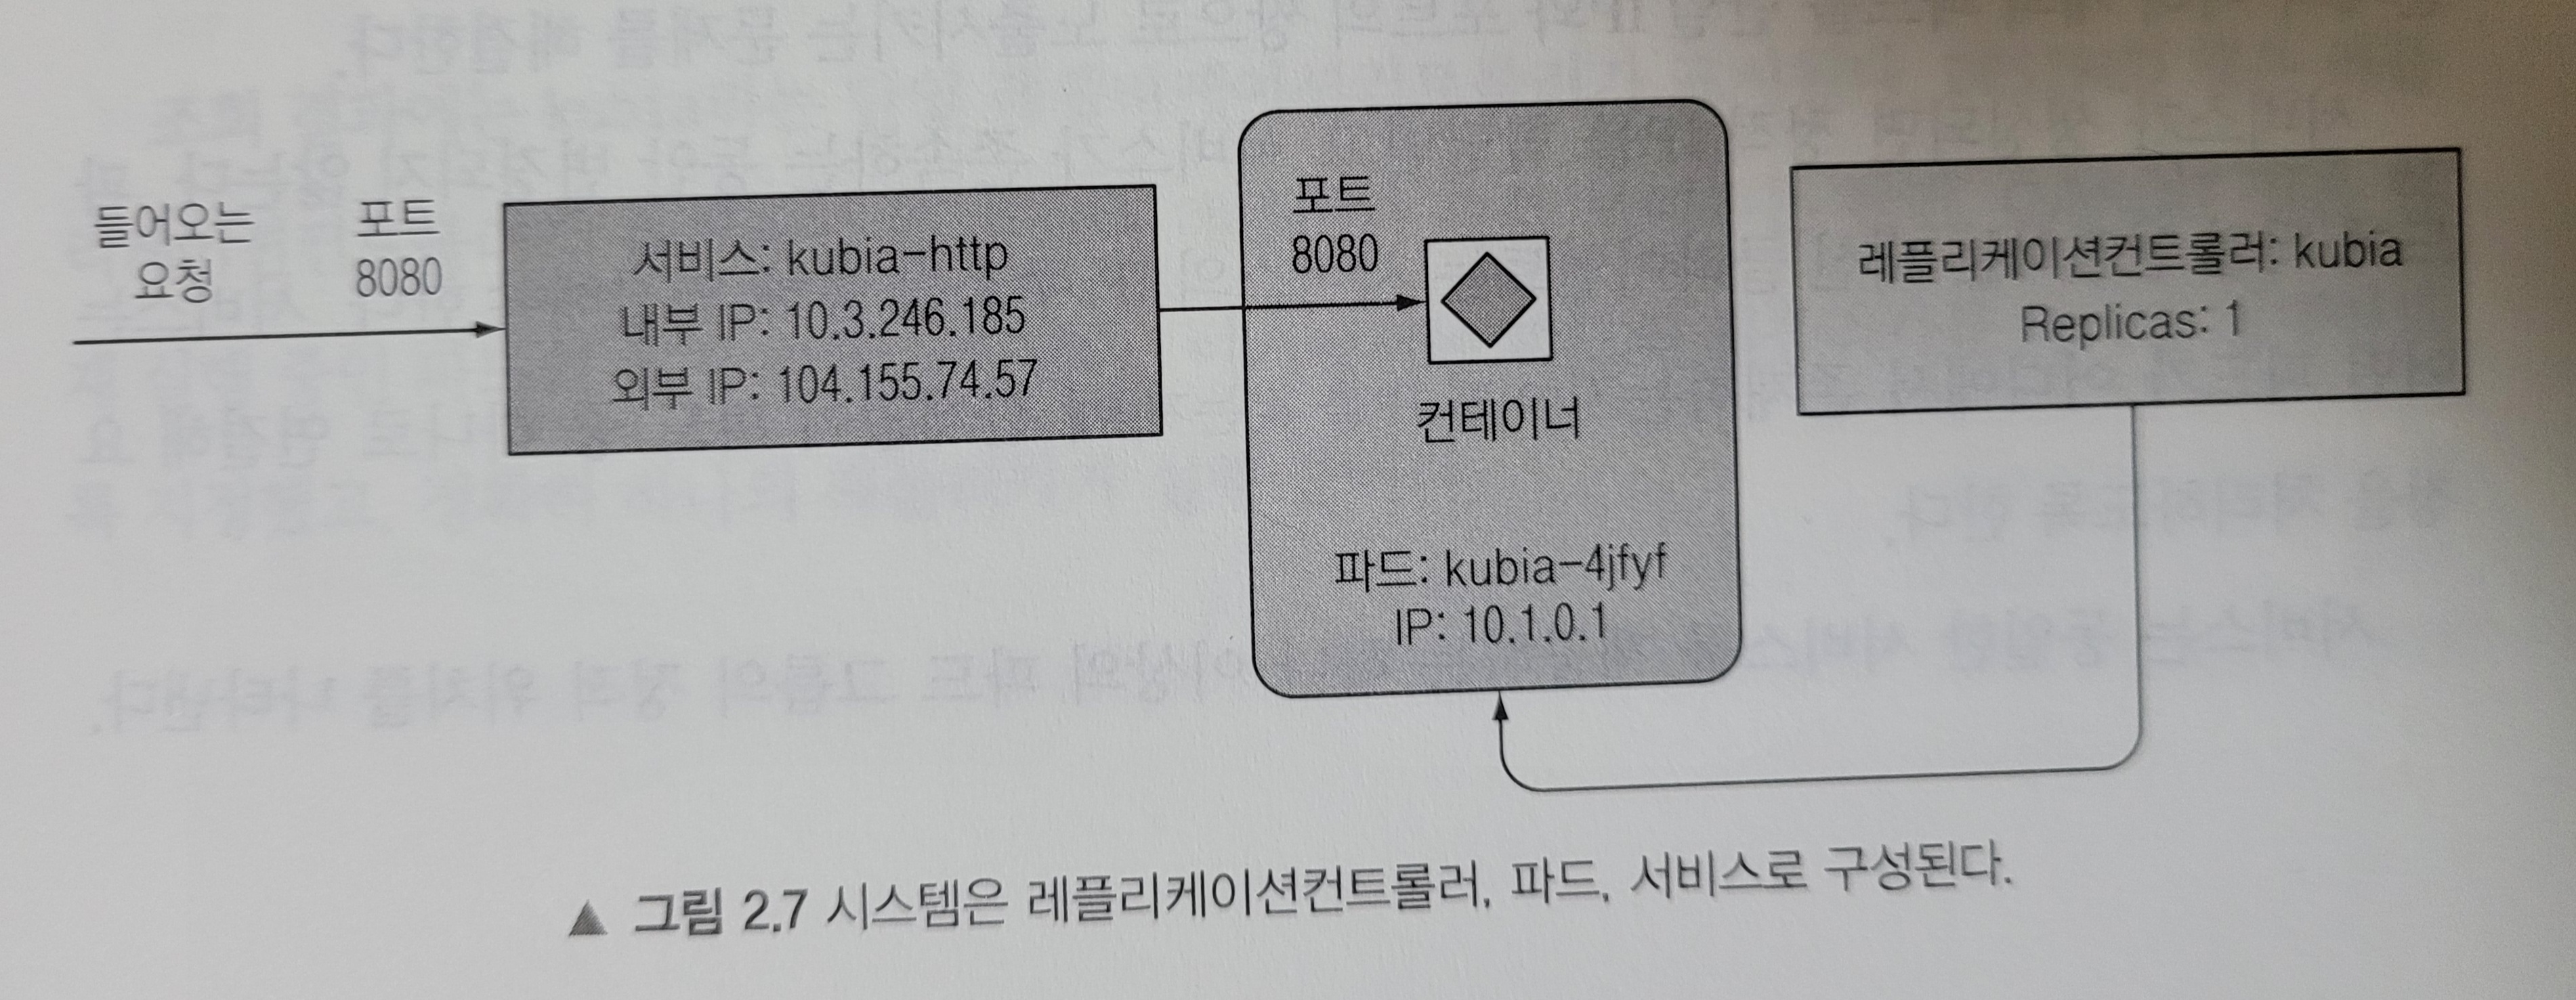 들어오는
요청
포트
8080
서비스: kubia-http
내부 IP: 10.3.246.185
외부 IP: 104.155.74.57
포트
8080
컨테이너
파드: kubia-4jfyf
IP: 10.1.0.1
레플리케이션컨트롤러: kubia
Replicas: 1
▲ 그림 2.7 시스템은 레플리케이션컨트롤러, 파드, 서비스로 구성된다.